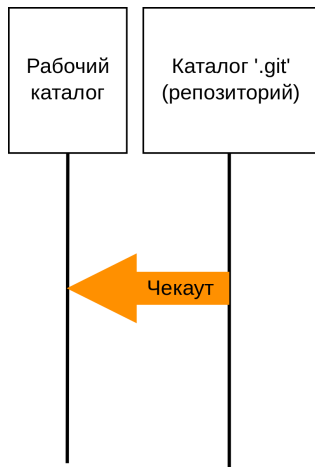 Рабочий
каталог
Каталог '.git'
(репозиторий)
Чекаут